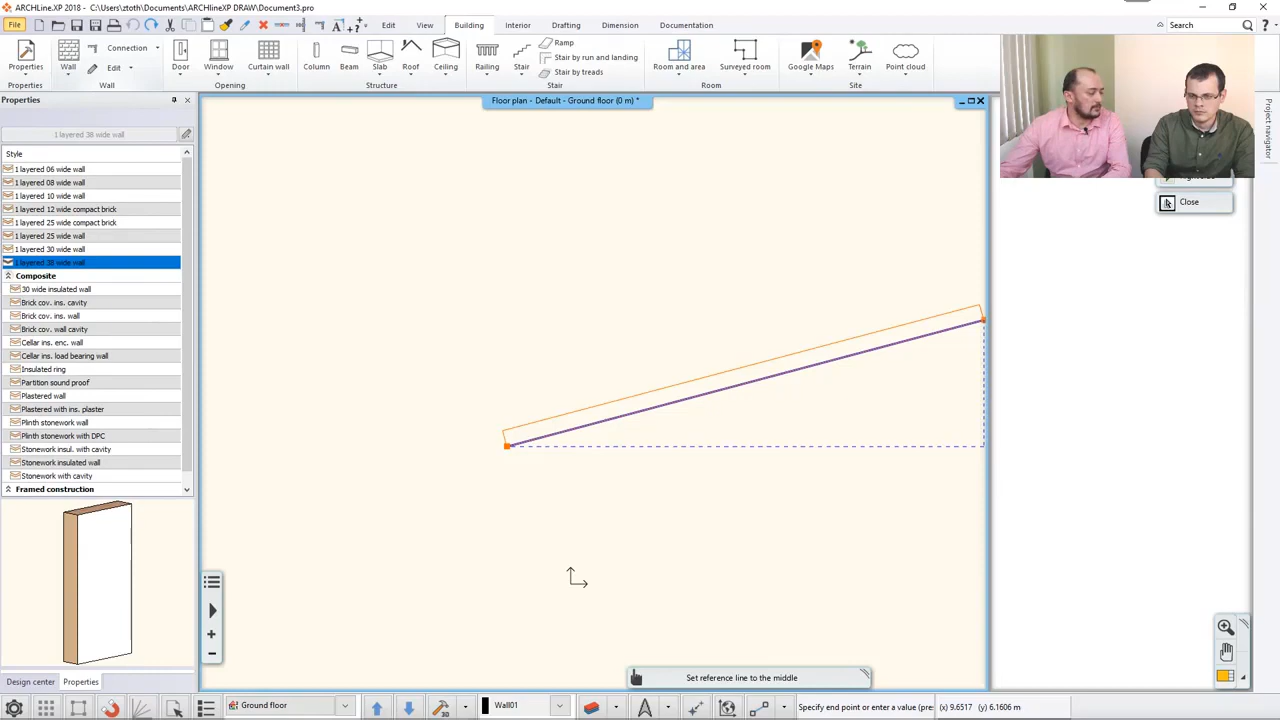 ARCHLine.XP 2018 - C:\Users\ztoth\Documents\ARCHlineXP DRAW\Document3.pro
File
Edit
View
Building
Interior
Drafting
Dimension
Documentation
Search
Properties
Wall
Connection
Edit
Door
Window
Curtain wall
Column
Beam
Slab
Roof
Ceiling
Railing
Stair
Ramp
Stair by run and landing
Stair by treads
Room and area
Surveyed room
Google Maps
Terrain
Point cloud
Properties
Wall
Opening
Structure
Stair
Room
Site
Properties
Floor plan - Default - Ground floor (0 m) *
Project navigator
1 layered 38 wide wall
Style
1 layered 06 wide wall
1 layered 08 wide wall
1 layered 10 wide wall
1 layered 12 wide compact brick
1 layered 25 wide compact brick
1 layered 25 wide wall
1 layered 30 wide wall
1 layered 38 wide wall
Composite
30 wide insulated wall
Brick cov. ins. cavity
Brick cov. ins. wall
Brick cov. wall cavity
Cellar ins. enc. wall
Cellar ins. load bearing wall
Insulated ring
Partition sound proof
Plastered wall
Plastered with ins. plaster
Plinth stonework wall
Plinth stonework with DPC
Stonework insul. with cavity
Stonework insulated wall
Stonework with cavity
Framed construction
Close
Set reference line to the middle
Design center
Properties
Ground floor
Wall01
Specify end point or enter a value (pres
(x) 9.6517 (y) 6.1606 m